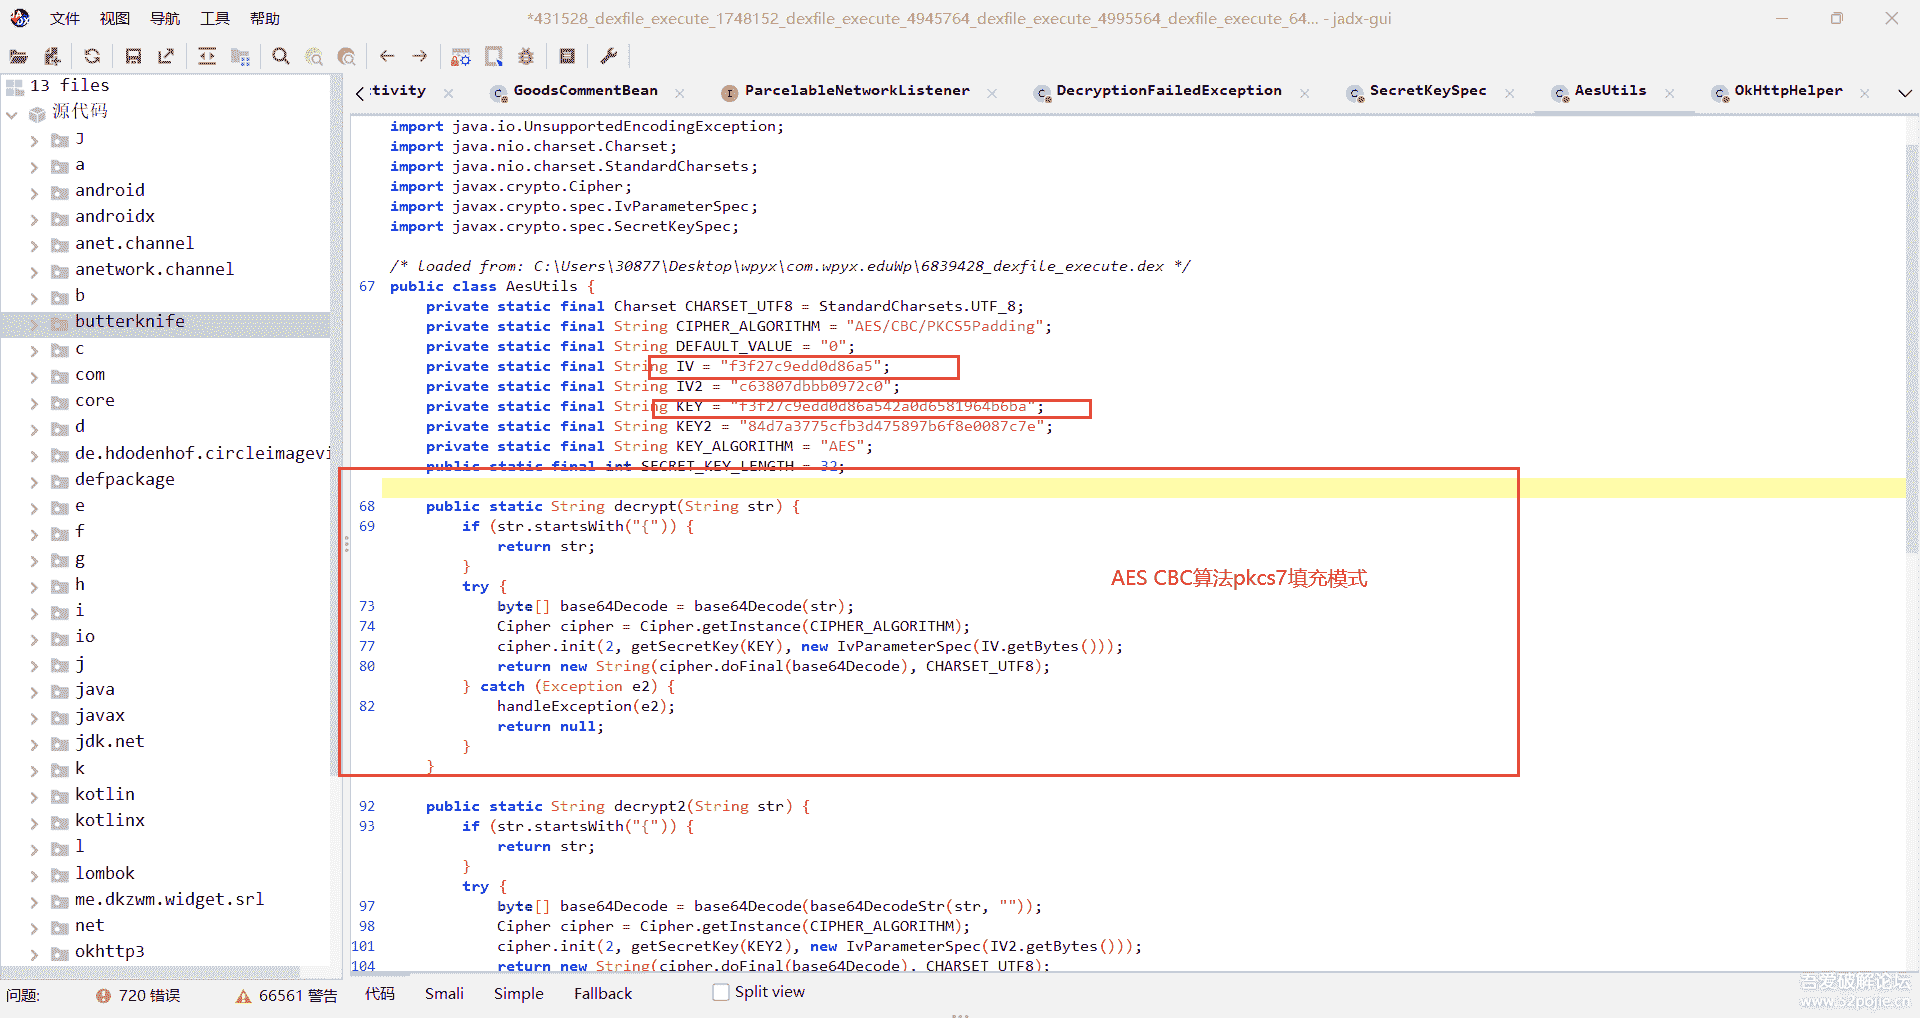 文件 视图 导航 工具 帮助
*431528_dexfile_execute_1748152_dexfile_execute_4945764_dexfile_execute_4995564_dexfile_execute_64... - jadx-gui
13 files
源代码
J
a
android
androidx
anet.channel
anetwork.channel
b
butterknife
c
com
core
d
de.hdodenhof.circleimagevi
defpackage
e
f
g
h
i
io
j
java
javax
jdk.net
k
kotlin
kotlinx
l
lombok
me.dkzwm.widget.srl
net
okhttp3
tivity GoodsCommentBean ParcelableNetworkListener DecryptionFailedException SecretKeySpec AesUtils OkHttpHelper
import java.io.UnsupportedEncodingException;
import java.nio.charset.Charset;
import java.nio.charset.StandardCharsets;
import javax.crypto.Cipher;
import javax.crypto.spec.IvParameterSpec;
import javax.crypto.spec.SecretKeySpec;
/* loaded from: C:\Users\30877\Desktop\wpyx\com.wpyx.eduWp\6839428_dexfile_execute.dex */
67 public class AesUtils {
private static final Charset CHARSET_UTF8 = StandardCharsets.UTF_8;
private static final String CIPHER_ALGORITHM = "AES/CBC/PKCS5Padding";
private static final String DEFAULT_VALUE = "0";
private static final String IV = "f3f27c9edd0d86a5";
private static final String IV2 = "c63807dbbb0972c0";
private static final String KEY = "f3f27c9edd0d86a542a0d6581964b6ba";
private static final String KEY2 = "84d7a3775cfb3d475897b6f8e0087c7e";
private static final String KEY_ALGORITHM = "AES";
public static final int SECRET_KEY_LENGTH = 32;
68 public static String decrypt(String str) {
69 if (str.startsWith("{")) {
return str;
}
try {
73 byte[] base64Decode = base64Decode(str);
74 Cipher cipher = Cipher.getInstance(CIPHER_ALGORITHM);
77 cipher.init(2, getSecretKey(KEY), new IvParameterSpec(IV.getBytes()));
80 return new String(cipher.doFinal(base64Decode), CHARSET_UTF8);
} catch (Exception e2) {
82 handleException(e2);
return null;
}
}
AES CBC算法pkcs7填充模式
92 public static String decrypt2(String str) {
93 if (str.startsWith("{")) {
return str;
}
try {
97 byte[] base64Decode = base64Decode(base64DecodeStr(str, ""));
98 Cipher cipher = Cipher.getInstance(CIPHER_ALGORITHM);
101 cipher.init(2, getSecretKey(KEY2), new IvParameterSpec(IV2.getBytes()));
104 return new String(cipher.doFinal(base64Decode), CHARSET_UTF8);
问题: 720 错误 66561 警告 代码 Smali Simple Fallback Split view
吾爱破解论坛
www.52pojie.cn